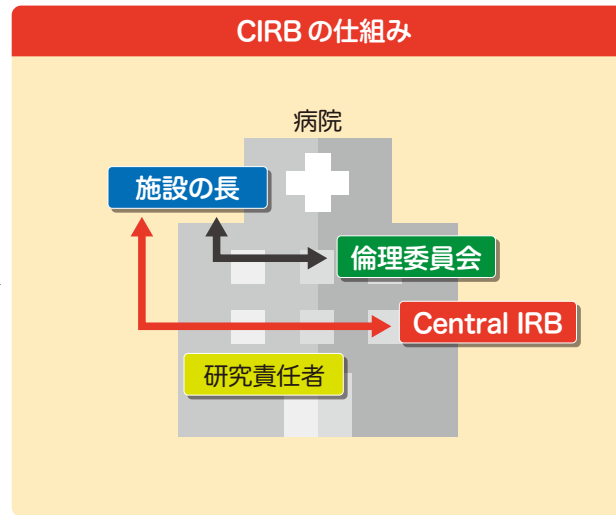 CIRBの仕組み
病院
施設の長
倫理委員会
Central IRB
研究責任者